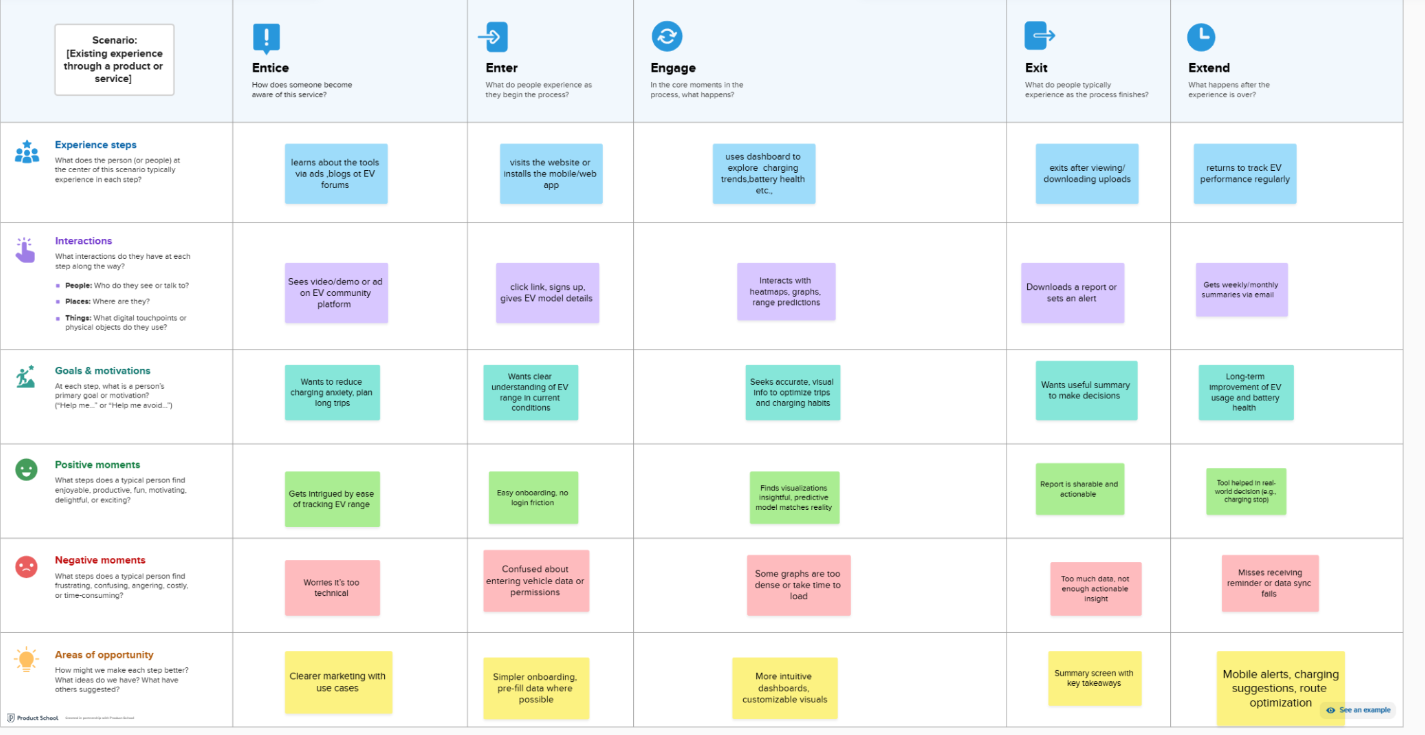 Scenario:
[Existing experience
through a product or
service]
Entice
How does someone become
aware of this service?
Enter
What do people experience as
they begin the process?
Engage
In the core moments in the
process, what happens?
Exit
What do people typically
experience as the process finishes?
Extend
What happens after the
experience is over?
Experience steps
What does the person (or people) at
the center of this scenario typically
experience in each step?
learns about the tools
via ads ,blogs ot EV
forums
visits the website or
installs the mobile/web
app
uses dashboard to
explore charging
trends,battery health
etc.,
exits after viewing/
downloading uploads
returns to track EV
performance regularly
Interactions
What interactions do they have at each
step along the way?
People: Who do they see or talk to?
Places: Where are they?
Things: What digital touchpoints or
physical objects do they use?
Sees video/demo or ad
on EV community
platform
click link, signs up,
gives EV model details
Interacts with
heatmaps, graphs,
range predictions
Downloads a report or
sets an alert
Gets weekly/monthly
summaries via email
Goals & motivations
At each step, what is a person's
primary goal or motivation?
("Help me..." or "Help me avoid...")
Wants to reduce
charging anxiety, plan
long trips
Wants clear
understanding of EV
range in current
conditions
Seeks accurate, visual
info to optimize trips
and charging habits
Wants useful summary
to make decisions
Long-term
improvement of EV
usage and battery
health
Positive moments
What steps does a typical person find
enjoyable, productive, fun, motivating,
delightful, or exciting?
Gets intrigued by ease
of tracking EV range
Easy onboarding, no
login friction
Finds visualizations
insightful, predictive
model matches reality
Report is sharable and
actionable
Tool helped in real-
world decision (e.g.,
charging stop)
Negative moments
What steps does a typical person find
frustrating, confusing, angering, costly,
or time-consuming?
Worries it's too
technical
Confused about
entering vehicle data or
permissions
Some graphs are too
dense or take time to
load
Too much data, not
enough actionable
insight
Misses receiving
reminder or data sync
fails
Areas of opportunity
How might we make each step better?
What ideas do we have? What have
others suggested?
Clearer marketing with
use cases
Simpler onboarding,
pre-fill data where
possible
More intuitive
dashboards,
customizable visuals
Summary screen with
key takeaways
Mobile alerts, charging
suggestions, route
optimization
Product School
See an example